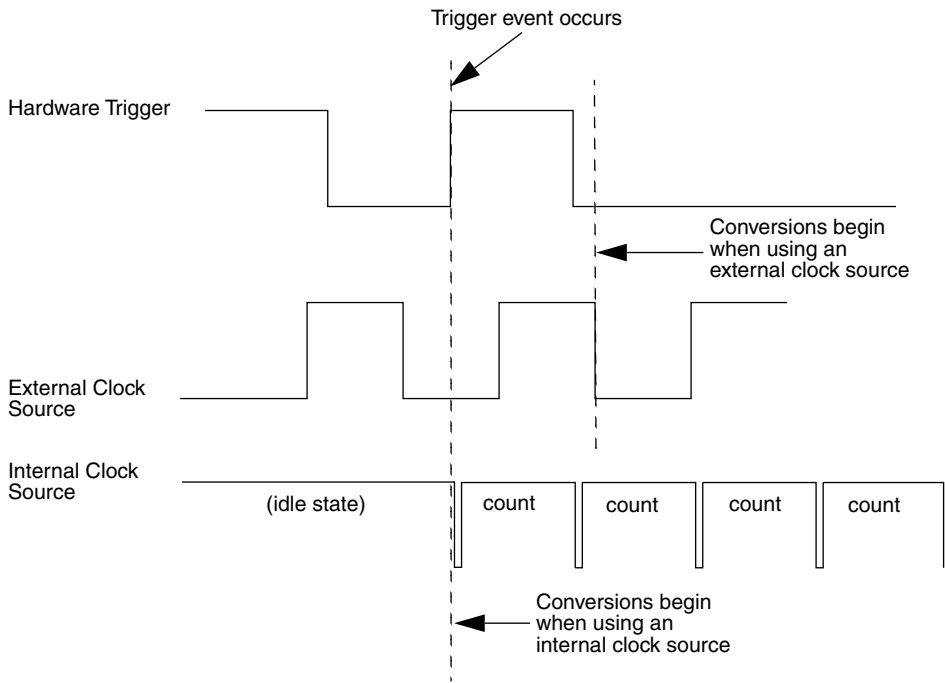 Trigger event occurs
Hardware Trigger
Conversions begin
when using an
external clock source
External Clock
Source
Internal Clock
Source
(idle state)
count
count
count
count
Conversions begin
when using an
internal clock source